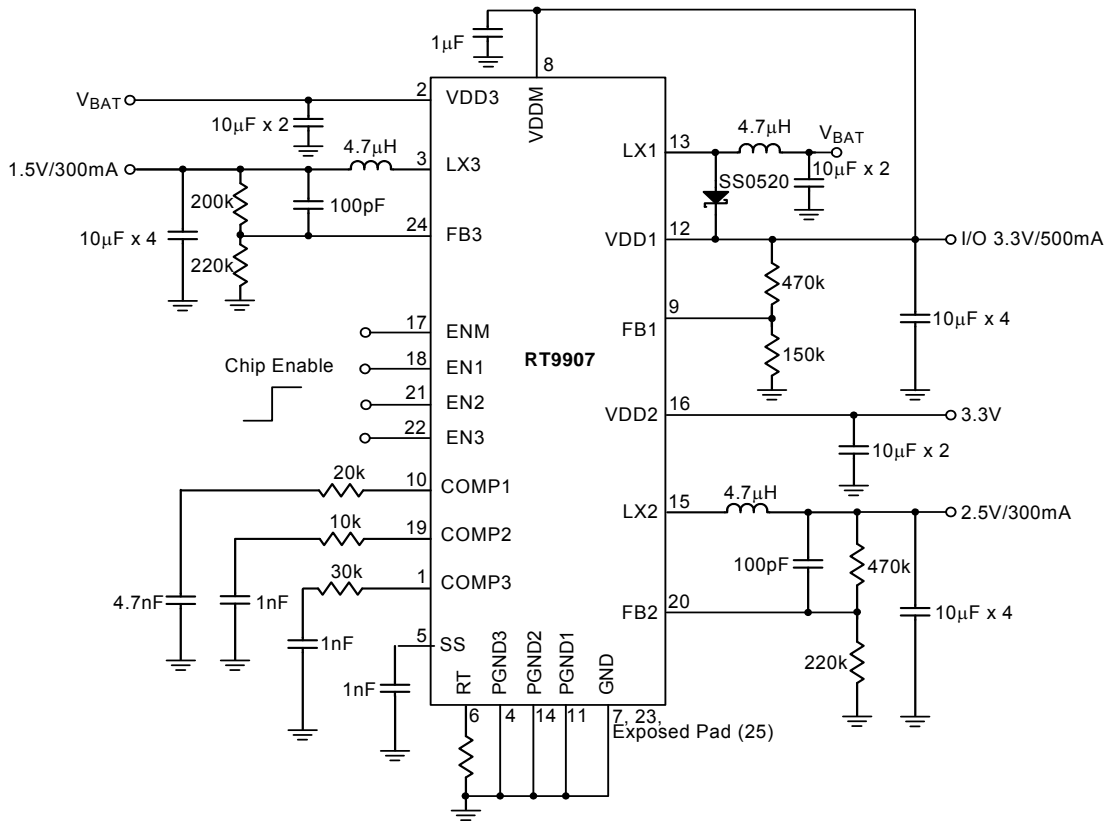 1μF
8
VDDM
V_BAT
2
VDD3
10μF x 2
4.7μH
1.5V/300mA
3
LX3
200k
100pF
10μF x 4
24
FB3
220k
17
ENM
Chip Enable
18
EN1
21
EN2
22
EN3
RT9907
20k
10
COMP1
10k
19
COMP2
30k
1
COMP3
4.7nF
1nF
1nF
5
SS
1nF
RT
PGND3
PGND2
PGND1
GND
6
4
14
11
7, 23,
Exposed Pad (25)
4.7μH
V_BAT
LX1
13
10μF x 2
SS0520
VDD1
12
I/O 3.3V/500mA
470k
FB1
9
10μF x 4
150k
VDD2
16
3.3V
10μF x 2
4.7μH
LX2
15
2.5V/300mA
100pF
470k
FB2
20
10μF x 4
220k